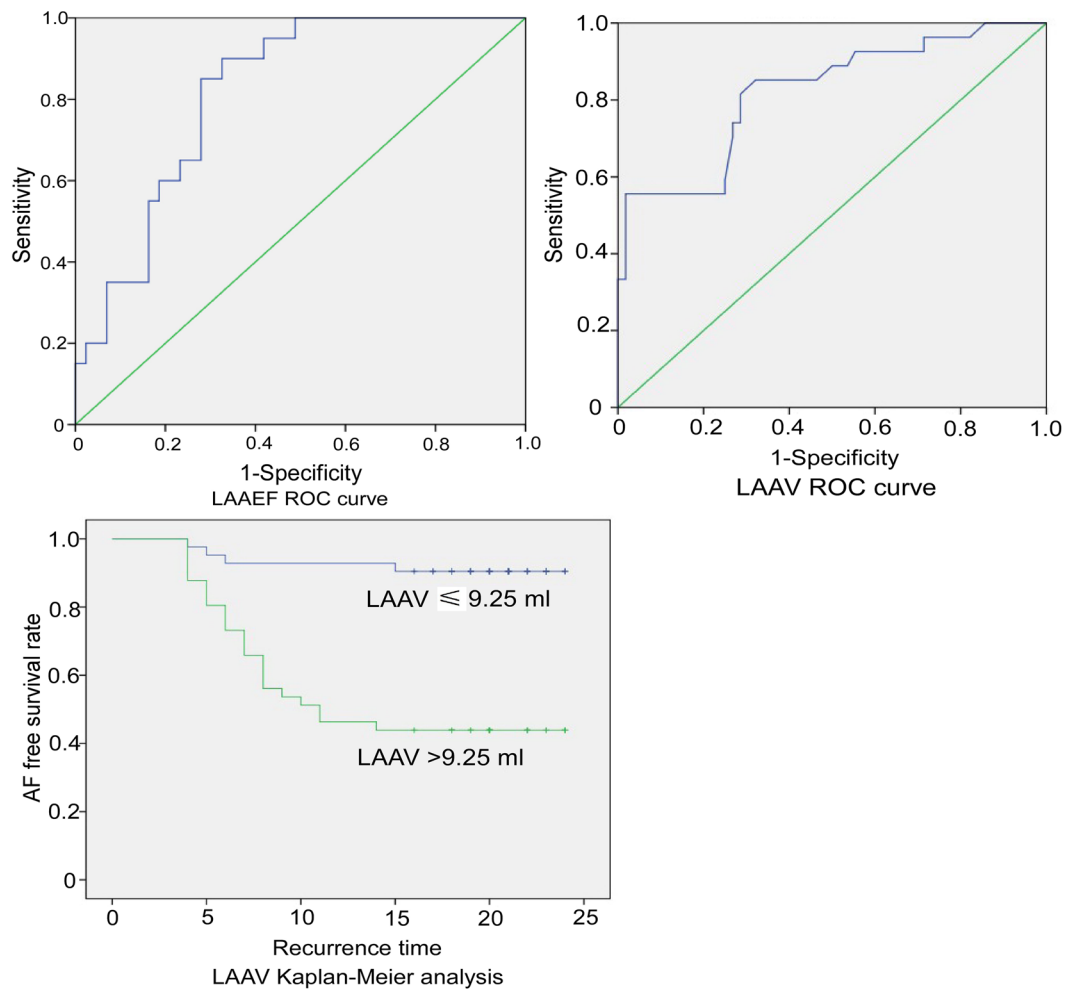 1.0
0.8
0.6
0.4
0.2
0
Sensitivity
0 0.2 0.4 0.6 0.8 1.0
1-Specificity
LAAEF ROC curve
1.0
0.8
0.6
0.4
0.2
0
Sensitivity
0 0.2 0.4 0.6 0.8 1.0
1-Specificity
LAAV ROC curve
1.0
0.8
0.6
0.4
0.2
0
AF free survival rate
LAAV ⩽ 9.25 ml
LAAV >9.25 ml
0 5 10 15 20 25
Recurrence time
LAAV Kaplan-Meier analysis